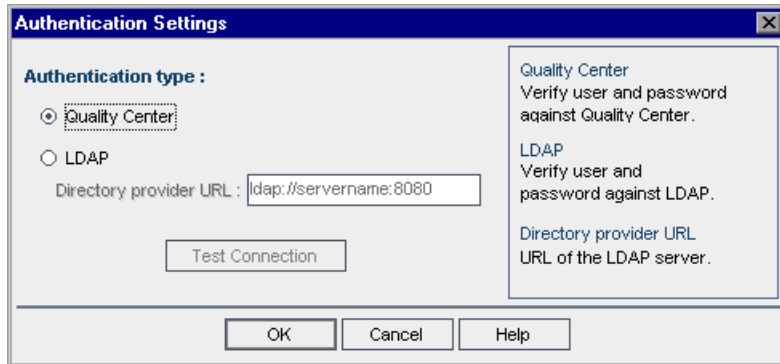 Authentication Settings
Authentication type :
Quality Center
LDAP
Directory provider URL : ldap://servername:8080
Test Connection
Quality Center
Verify user and password
against Quality Center.
LDAP
Verify user and
password against LDAP.
Directory provider URL
URL of the LDAP server.
OK Cancel Help